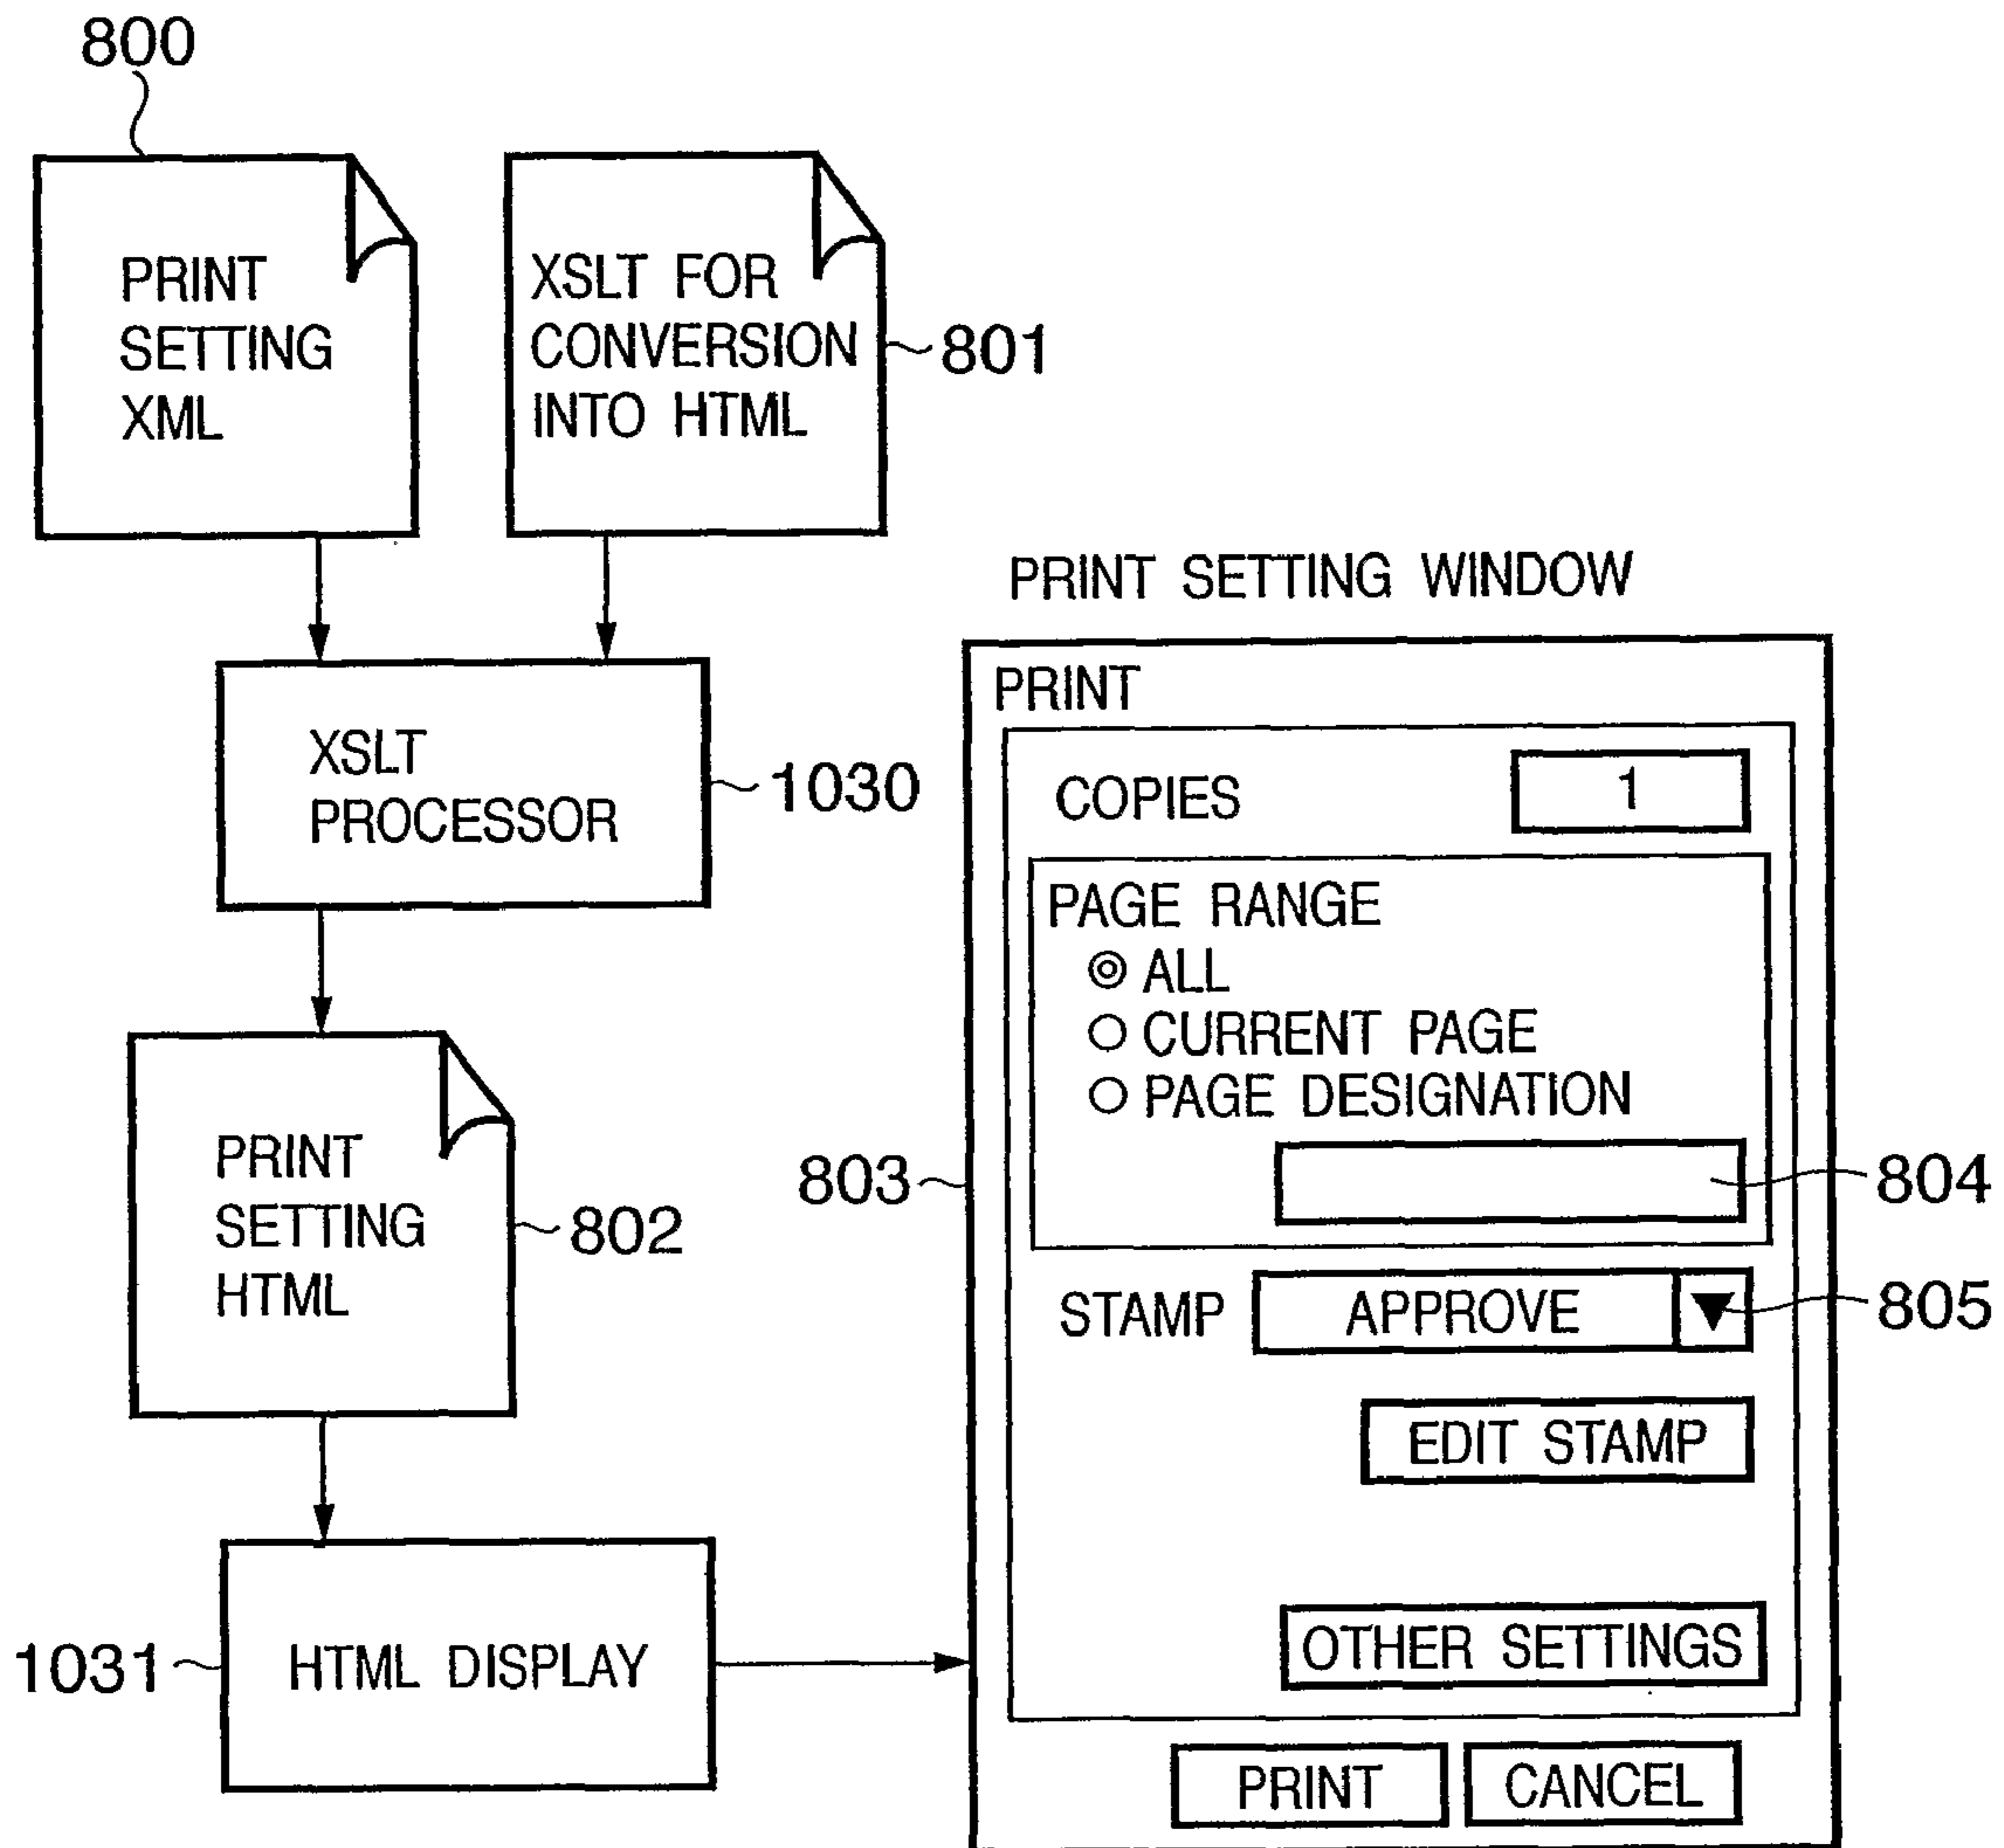 800
PRINT
SETTING
XML
XSLT FOR
CONVERSION
INTO HTML
801
XSLT
PROCESSOR
1030
PRINT
SETTING
HTML
802
HTML DISPLAY
1031
PRINT SETTING WINDOW
PRINT
COPIES 1
PAGE RANGE
ALL
CURRENT PAGE
PAGE DESIGNATION
803
804
STAMP APPROVE ▼
805
EDIT STAMP
OTHER SETTINGS
PRINT CANCEL